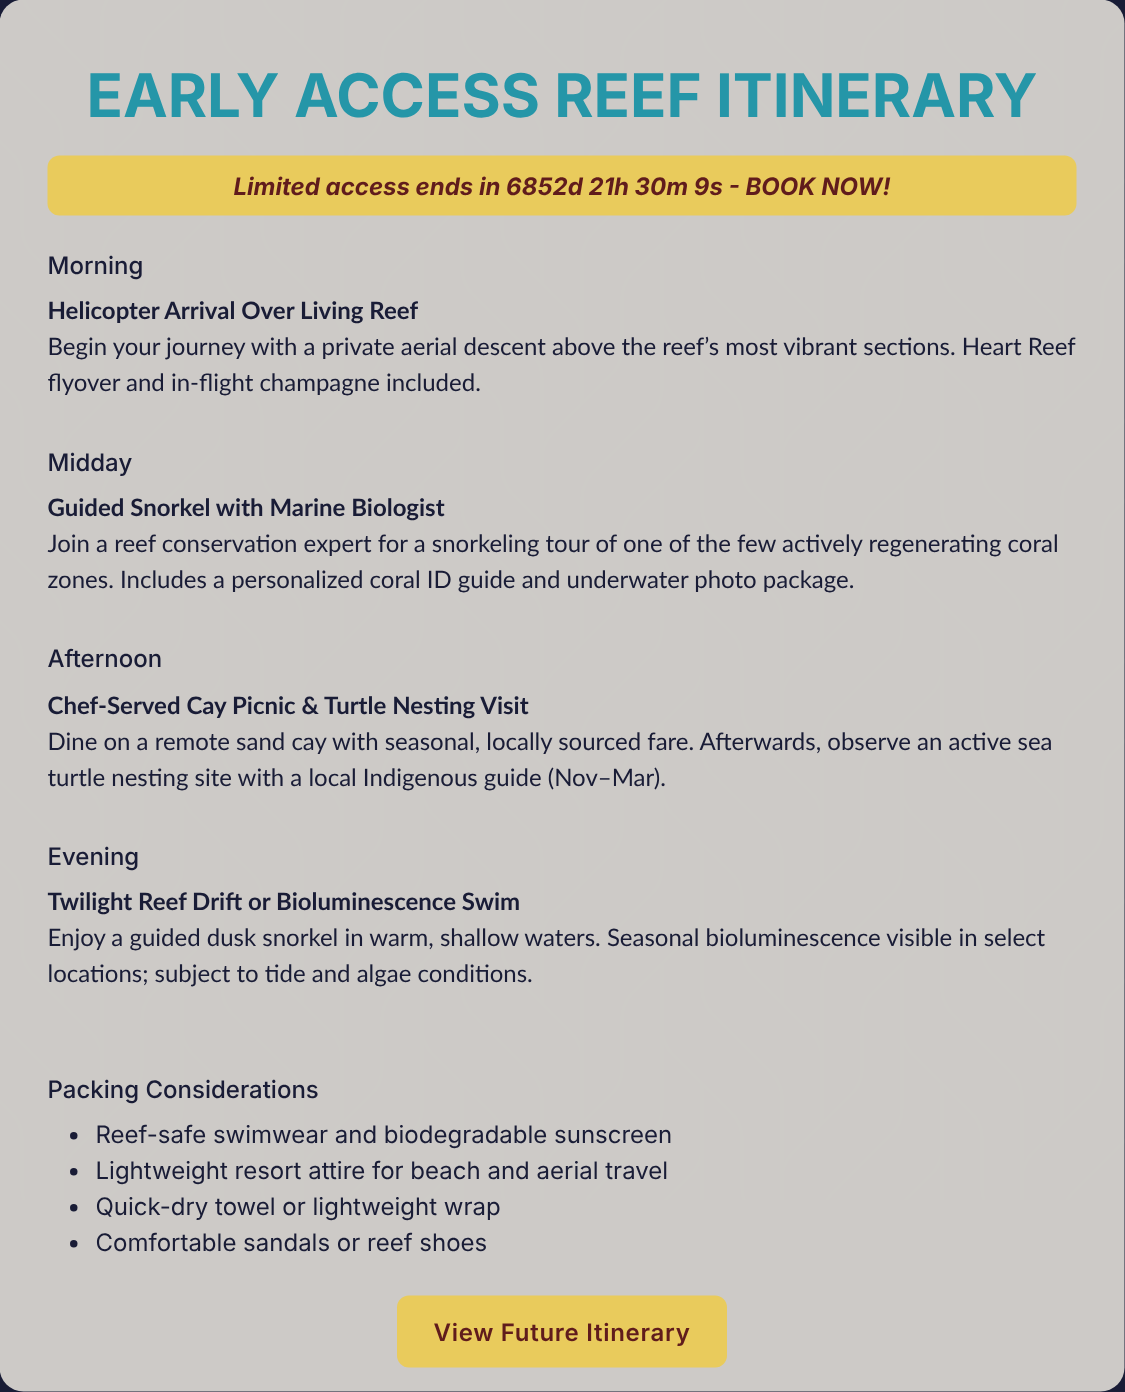 EARLY ACCESS REEF ITINERARY
Limited access ends in 6852d 21h 30m 9s - BOOK NOW!
Morning
Helicopter Arrival Over Living Reef
Begin your journey with a private aerial descent above the reef’s most vibrant sections. Heart Reef
flyover and in-flight champagne included.
Midday
Guided Snorkel with Marine Biologist
Join a reef conservation expert for a snorkeling tour of one of the few actively regenerating coral
zones. Includes a personalized coral ID guide and underwater photo package.
Afternoon
Chef-Served Cay Picnic & Turtle Nesting Visit
Dine on a remote sand cay with seasonal, locally sourced fare. Afterwards, observe an active sea
turtle nesting site with a local Indigenous guide (Nov–Mar).
Evening
Twilight Reef Drift or Bioluminescence Swim
Enjoy a guided dusk snorkel in warm, shallow waters. Seasonal bioluminescence visible in select
locations; subject to tide and algae conditions.
Packing Considerations
• Reef-safe swimwear and biodegradable sunscreen
• Lightweight resort attire for beach and aerial travel
• Quick-dry towel or lightweight wrap
• Comfortable sandals or reef shoes
View Future Itinerary